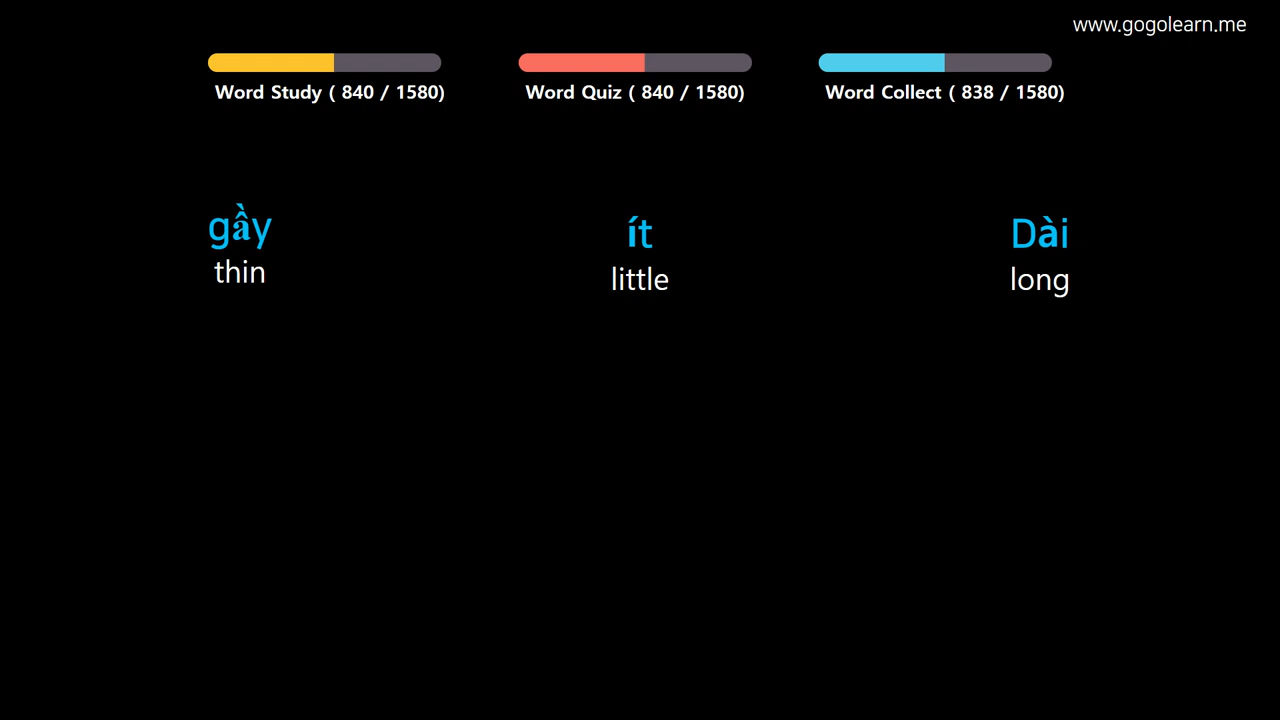 www.gogolearn.me
Word Study ( 840 / 1580)
Word Quiz ( 840 / 1580)
Word Collect ( 838 / 1580)
gầy
thin
ít
little
Dài
long